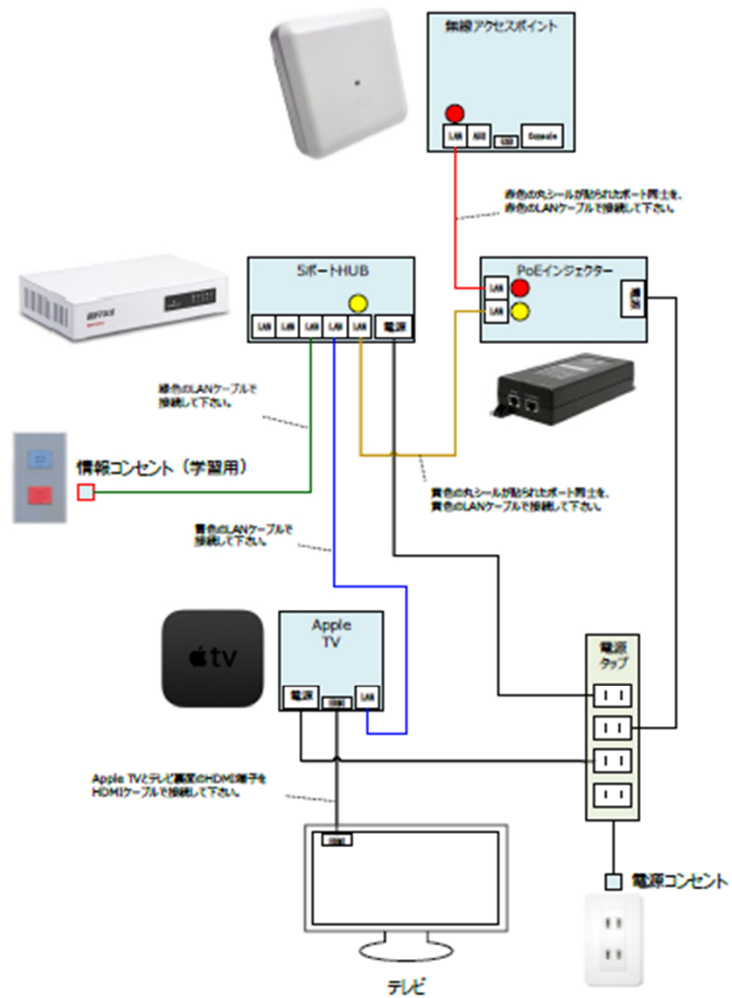 無線アクセスポイント
LAN
AUX
Console
赤色の丸シールが貼られたポート同士を、
赤色のLANケーブルで接続して下さい。
5ポートHUB
LAN
LAN
LAN
LAN
LAN
電源
PoEインジェクター
LAN
LAN
電源
BUFFALO
緑色のLANケーブルで
接続して下さい。
情報コンセント（学習用）
黄色の丸シールが貼られたポート同士を、
黄色のLANケーブルで接続して下さい。
青色のLANケーブルで
接続して下さい。
tv
Apple
TV
電源
HDMI
LAN
電源
タップ
Apple TVとテレビ裏面のHDMI端子を
HDMIケーブルで接続して下さい。
HDMI
電源コンセント
テレビ